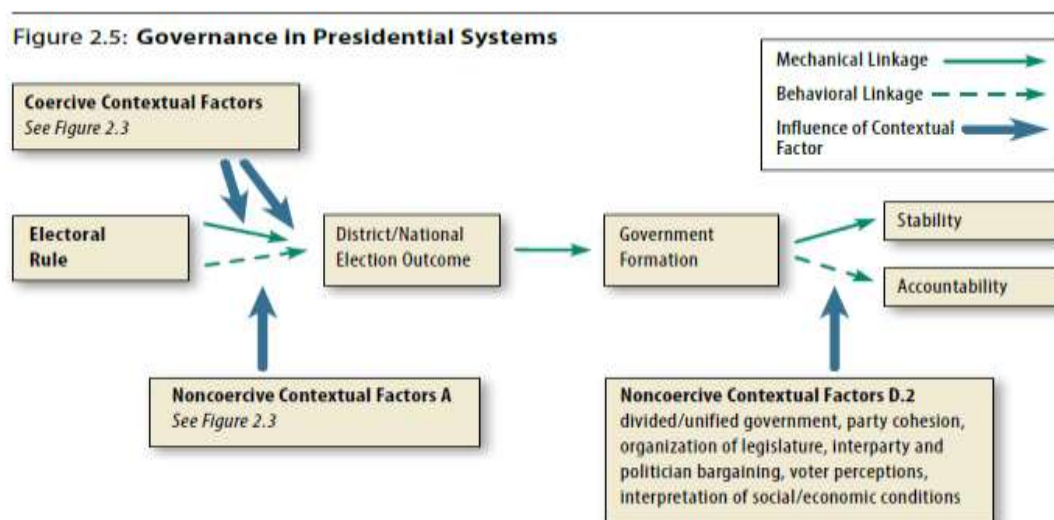 Figure 2.5: Governance in Presidential Systems
Mechanical Linkage
Behavioral Linkage
Influence of Contextual
Factor
Coercive Contextual Factors
See Figure 2.3
Electoral
Rule
District/National
Election Outcome
Government
Formation
Stability
Accountability
Noncoercive Contextual Factors A
See Figure 2.3
Noncoercive Contextual Factors D.2
divided/unified government, party cohesion,
organization of legislature, interparty and
politician bargaining, voter perceptions,
interpretation of social/economic conditions